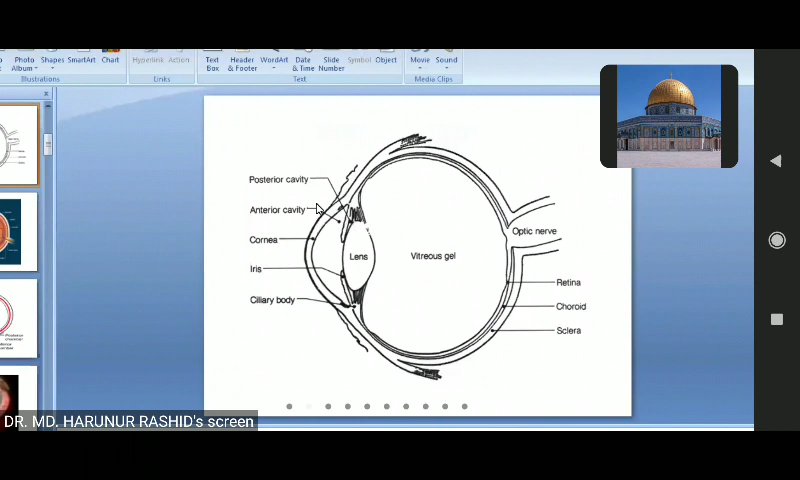 Photo
Album
Shapes
SmartArt
Chart
Hyperlink
Action
Text
Box
Header
& Footer
WordArt
Date
& Time
Slide
Number
Symbol
Object
Movie
Sound
Illustrations
Links
Text
Media Clips
Posterior cavity
Anterior cavity
Cornea
Iris
Ciliary body
Lens
Vitreous gel
Optic nerve
Retina
Choroid
Sclera
DR. MD. HARUNUR RASHID's screen